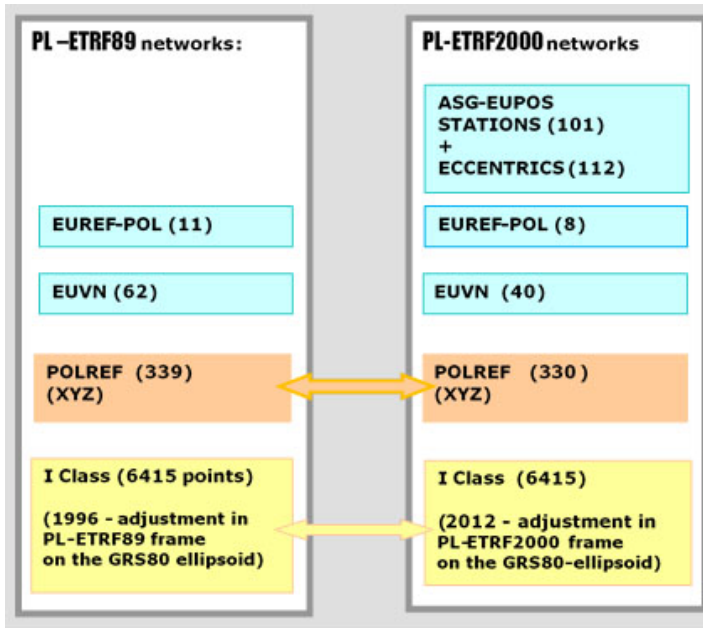 PL–ETRF89 networks:
EUREF-POL (11)
EUVN (62)
POLREF (339)
(XYZ)
I Class (6415 points)
(1996 - adjustment in
PL-ETRF89 frame
on the GRS80 ellipsoid)
PL-ETRF2000 networks
ASG-EUPOS
STATIONS (101)
+
ECCENTRICS (112)
EUREF-POL (8)
EUVN (40)
POLREF (330)
(XYZ)
I Class (6415)
(2012 - adjustment in
PL-ETRF2000 frame
on the GRS80-ellipsoid)